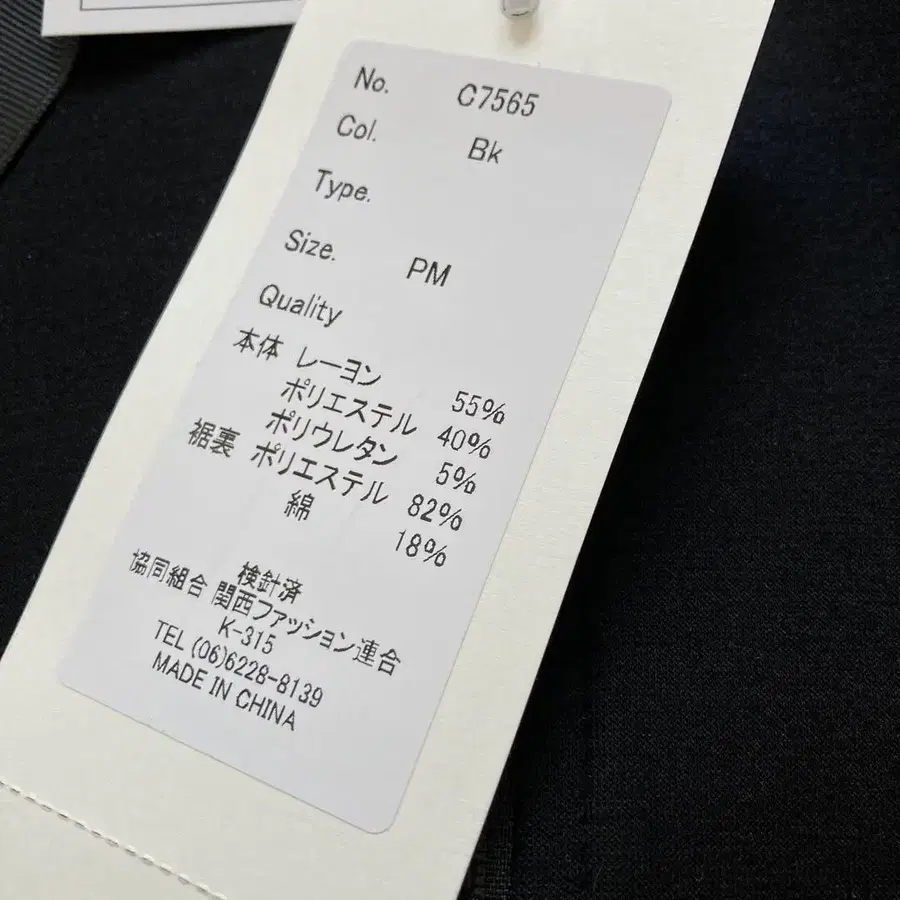 No. C7565
Col. Bk
Type.
Size. PM
Quality
本体 レーヨン 55%
ポリエステル 40%
ポリウレタン 5%
裾裏 ポリエステル 82%
綿 18%
検針済
協同組合 関西ファッション連合
K-315
TEL (06)6228-8139
MADE IN CHINA